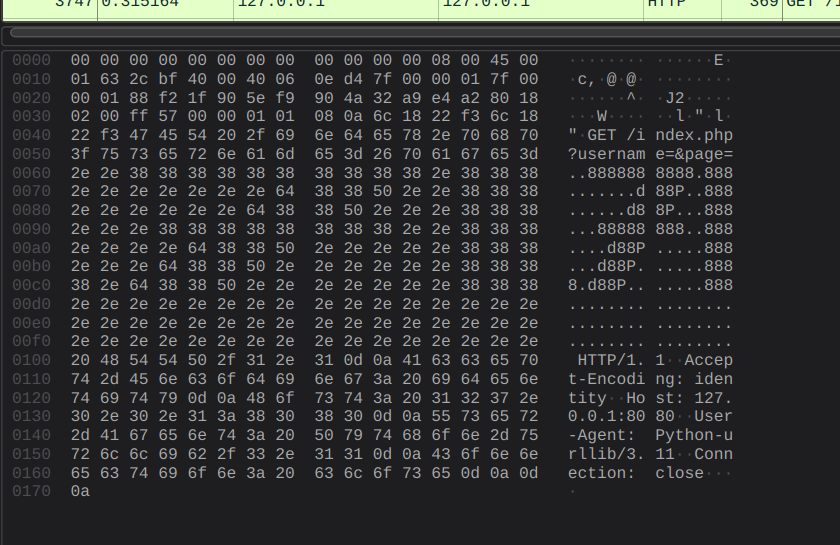 3747 0.315164 127.0.0.1 127.0.0.1 HTTP 369 GET /i
0000 00 00 00 00 00 00 00 00 00 00 00 00 08 00 45 00 ········ ······E·
0010 01 63 2c bf 40 00 40 06 0e d4 7f 00 00 01 7f 00 ·c,·@·@· ········
0020 00 01 88 f2 1f 90 5e f9 90 4a 32 a9 e4 a2 80 18 ······^· ·J2·····
0030 02 00 ff 57 00 00 01 01 08 0a 6c 18 22 f3 6c 18 ···W···· ··l·"·l·
0040 22 f3 47 45 54 20 2f 69 6e 64 65 78 2e 70 68 70 "·GET /i ndex.php
0050 3f 75 73 65 72 6e 61 6d 65 3d 26 70 61 67 65 3d ?usernam e=&page=
0060 2e 2e 38 38 38 38 38 38 38 38 38 38 2e 38 38 38 ..888888 8888.888
0070 2e 2e 2e 2e 2e 2e 2e 64 38 38 50 2e 2e 38 38 38 .......d 88P..888
0080 2e 2e 2e 2e 2e 2e 64 38 38 50 2e 2e 2e 38 38 38 ......d8 8P...888
0090 2e 2e 2e 38 38 38 38 38 38 38 38 2e 2e 38 38 38 ...88888 888..888
00a0 2e 2e 2e 2e 64 38 38 50 2e 2e 2e 2e 2e 38 38 38 ....d88P .....888
00b0 2e 2e 2e 64 38 38 50 2e 2e 2e 2e 2e 2e 38 38 38 ...d88P. .....888
00c0 38 2e 64 38 38 50 2e 2e 2e 2e 2e 2e 2e 38 38 38 8.d88P.. .....888
00d0 2e 2e 2e 2e 2e 2e 2e 2e 2e 2e 2e 2e 2e 2e 2e 2e ........ ........
00e0 2e 2e 2e 2e 2e 2e 2e 2e 2e 2e 2e 2e 2e 2e 2e 2e ........ ........
00f0 2e 2e 2e 2e 2e 2e 2e 2e 2e 2e 2e 2e 2e 2e 2e 2e ........ ........
0100 20 48 54 54 50 2f 31 2e 31 0d 0a 41 63 63 65 70 HTTP/1. 1··Accep
0110 74 2d 45 6e 63 6f 64 69 6e 67 3a 20 69 64 65 6e t-Encodi ng: iden
0120 74 69 74 79 0d 0a 48 6f 73 74 3a 20 31 32 37 2e tity··Ho st: 127.
0130 30 2e 30 2e 31 3a 38 30 38 30 0d 0a 55 73 65 72 0.0.1:80 80··User
0140 2d 41 67 65 6e 74 3a 20 50 79 74 68 6f 6e 2d 75 -Agent: Python-u
0150 72 6c 6c 69 62 2f 33 2e 31 31 0d 0a 43 6f 6e 6e rllib/3. 11··Conn
0160 65 63 74 69 6f 6e 3a 20 63 6c 6f 73 65 0d 0a 0d ection: close···
0170 0a ·